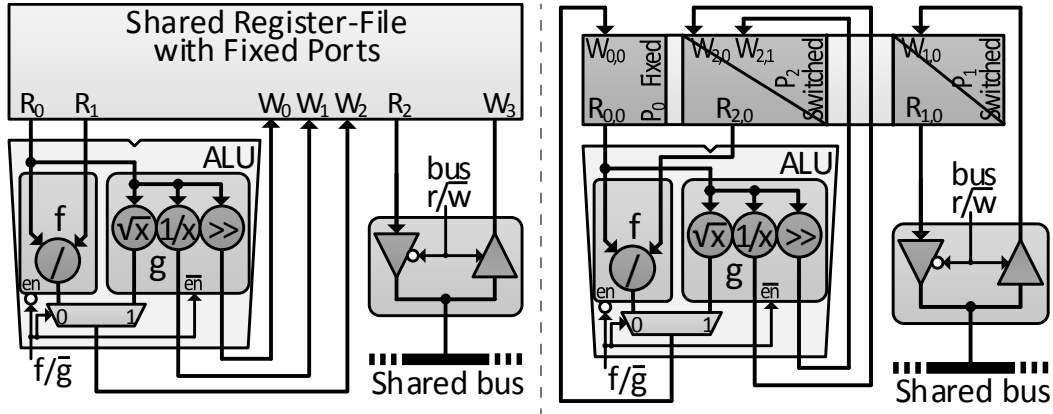 Shared Register-File
with Fixed Ports
R0 R1 W0 W1 W2 R2 W3
ALU
f
/
√x 1/x >>
g
en
e̅n̅
0 1
f/g̅
bus
r/w̅
Shared bus
W0,0 W2,0 W2,1 W1,0
P0 Fixed
P2 Switched
P1 Switched
R0,0 R2,0 R1,0
ALU
f
/
√x 1/x >>
g
en
e̅n̅
0 1
f/g̅
bus
r/w̅
Shared bus